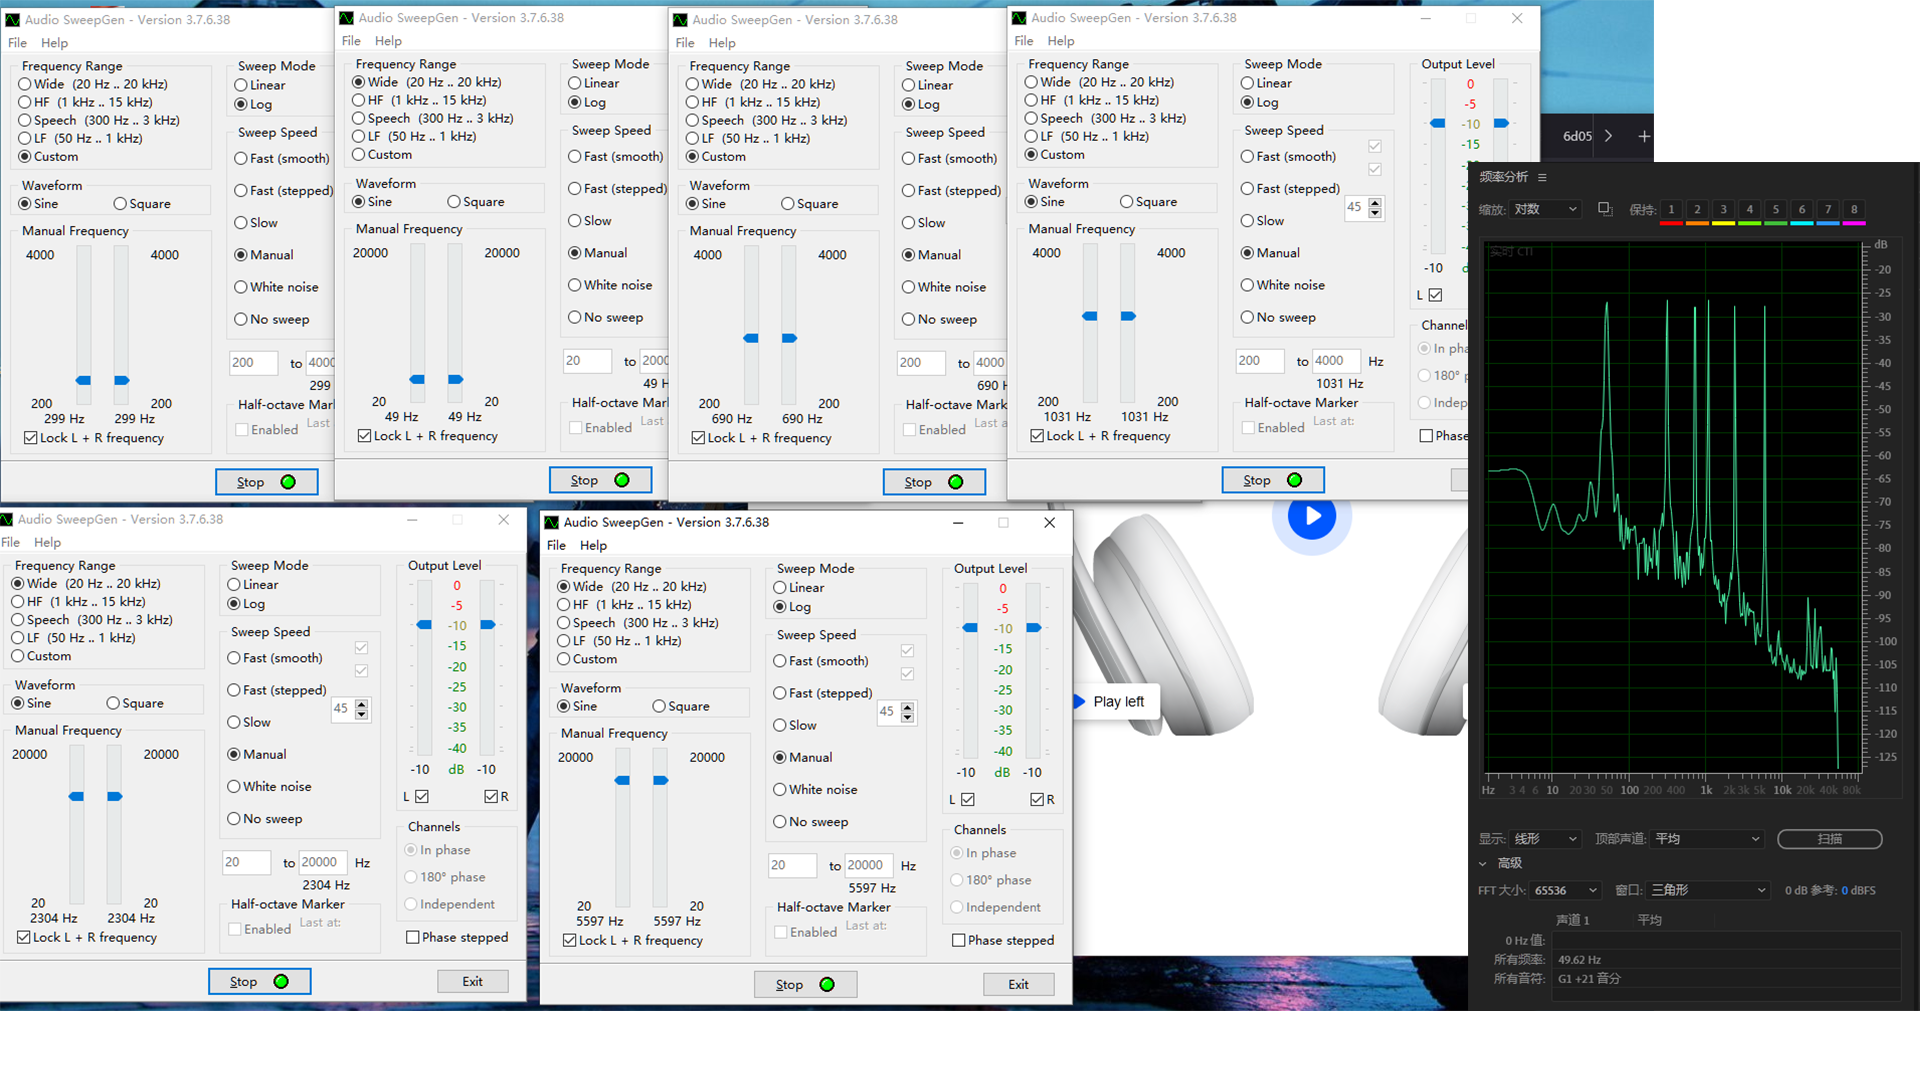 Audio SweepGen - Version 3.7.6.38
File Help
Frequency Range
Wide (20 Hz .. 20 kHz)
HF (1 kHz .. 15 kHz)
Speech (300 Hz .. 3 kHz)
LF (50 Hz .. 1 kHz)
Custom
Waveform
Sine Square
Manual Frequency
4000 4000
200 200
299 Hz 299 Hz
Lock L + R frequency
Sweep Mode
Linear
Log
Sweep Speed
Fast (smooth)
Fast (stepped)
Slow
Manual
White noise
No sweep
200 to 4000
299
Half-octave Mark
Enabled Last
Stop
Audio SweepGen - Version 3.7.6.38
File Help
Frequency Range
Wide (20 Hz .. 20 kHz)
HF (1 kHz .. 15 kHz)
Speech (300 Hz .. 3 kHz)
LF (50 Hz .. 1 kHz)
Custom
Waveform
Sine Square
Manual Frequency
20000 20000
20 20
49 Hz 49 Hz
Lock L + R frequency
Sweep Mode
Linear
Log
Sweep Speed
Fast (smooth)
Fast (stepped)
Slow
Manual
White noise
No sweep
20 to 2000
49 H
Half-octave Mark
Enabled Last at
Stop
Audio SweepGen - Version 3.7.6.38
File Help
Frequency Range
Wide (20 Hz .. 20 kHz)
HF (1 kHz .. 15 kHz)
Speech (300 Hz .. 3 kHz)
LF (50 Hz .. 1 kHz)
Custom
Waveform
Sine Square
Manual Frequency
4000 4000
200 200
690 Hz 690 Hz
Lock L + R frequency
Sweep Mode
Linear
Log
Sweep Speed
Fast (smooth)
Fast (stepped)
Slow
Manual
White noise
No sweep
200 to 4000
690 H
Half-octave Mark
Enabled Last a
Stop
Audio SweepGen - Version 3.7.6.38
File Help
Frequency Range
Wide (20 Hz .. 20 kHz)
HF (1 kHz .. 15 kHz)
Speech (300 Hz .. 3 kHz)
LF (50 Hz .. 1 kHz)
Custom
Waveform
Sine Square
Manual Frequency
4000 4000
200 200
1031 Hz 1031 Hz
Lock L + R frequency
Sweep Mode
Linear
Log
Sweep Speed
Fast (smooth)
Fast (stepped)
45
Slow
Manual
White noise
No sweep
200 to 4000 Hz
1031 Hz
Half-octave Marker
Enabled Last at:
Output Level
0
-5
-10
-15
-10
L
Channel
In pha
180° p
Indep
Phase
Stop
6d05
Audio SweepGen - Version 3.7.6.38
File Help
Frequency Range
Wide (20 Hz .. 20 kHz)
HF (1 kHz .. 15 kHz)
Speech (300 Hz .. 3 kHz)
LF (50 Hz .. 1 kHz)
Custom
Waveform
Sine Square
Manual Frequency
20000 20000
20 20
2304 Hz 2304 Hz
Lock L + R frequency
Sweep Mode
Linear
Log
Sweep Speed
Fast (smooth)
Fast (stepped)
45
Slow
Manual
White noise
No sweep
20 to 20000 Hz
2304 Hz
Half-octave Marker
Enabled Last at:
Output Level
0
-5
-10
-15
-20
-25
-30
-35
-40
-10 dB -10
L R
Channels
In phase
180° phase
Independent
Phase stepped
Stop Exit
Audio SweepGen - Version 3.7.6.38
File Help
Frequency Range
Wide (20 Hz .. 20 kHz)
HF (1 kHz .. 15 kHz)
Speech (300 Hz .. 3 kHz)
LF (50 Hz .. 1 kHz)
Custom
Waveform
Sine Square
Manual Frequency
20000 20000
20 20
5597 Hz 5597 Hz
Lock L + R frequency
Sweep Mode
Linear
Log
Sweep Speed
Fast (smooth)
Fast (stepped)
45
Slow
Manual
White noise
No sweep
20 to 20000 Hz
5597 Hz
Half-octave Marker
Enabled Last at:
Output Level
0
-5
-10
-15
-20
-25
-30
-35
-40
-10 dB -10
L R
Channels
In phase
180° phase
Independent
Phase stepped
Stop Exit
Play left
频率分析
缩放: 对数 保持: 1 2 3 4 5 6 7 8
实时 CTI
dB
-20
-25
-30
-35
-40
-45
-50
-55
-60
-65
-70
-75
-80
-85
-90
-95
-100
-105
-110
-115
-120
-125
Hz 3 4 6 10 20 30 50 100 200 400 1k 2k 3k 5k 10k 20k 40k 80k
显示: 线形 顶部声道: 平均 扫描
高级
FFT 大小: 65536 窗口: 三角形 0 dB 参考: 0 dBFS
声道 1 平均
0 Hz 值:
所有频率: 49.62 Hz
所有音符: G1 +21 音分